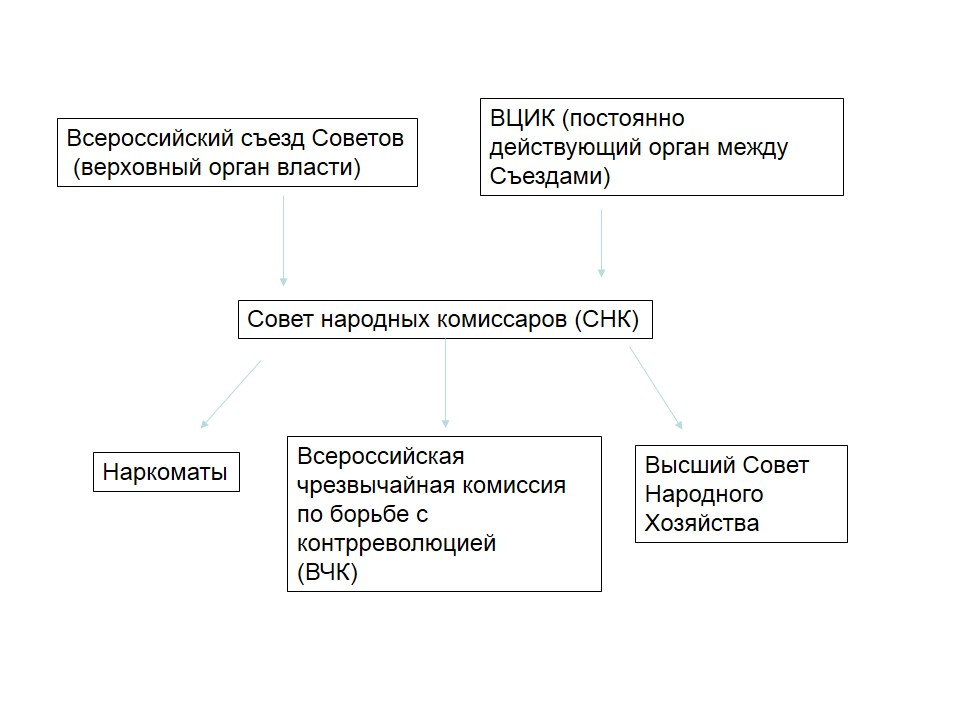 Всероссийский съезд Советов
(верховный орган власти)
ВЦИК (постоянно
действующий орган между
Съездами)
Совет народных комиссаров (СНК)
Наркоматы
Всероссийская
чрезвычайная комиссия
по борьбе с
контрреволюцией
(ВЧК)
Высший Совет
Народного
Хозяйства